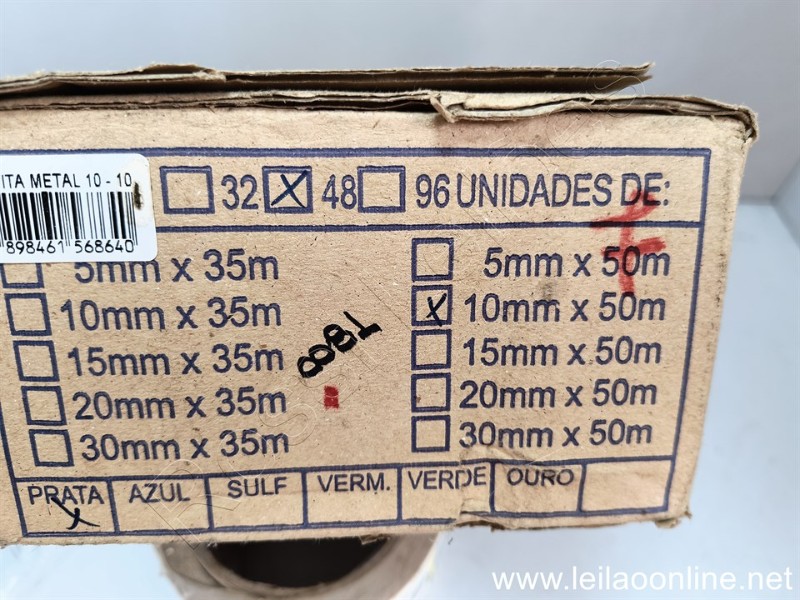 ITA METAL 10 - 10
898461 568640
32 X 48 96 UNIDADES DE:
F
5mm x 35m 5mm x 50m
10mm x 35m X 10mm x 50m
15mm x 35m 15mm x 50m
20mm x 35m 20mm x 50m
30mm x 35m 30mm x 50m
PRATA AZUL SULF VERM. VERDE OURO
X
www.leilaoonline.net